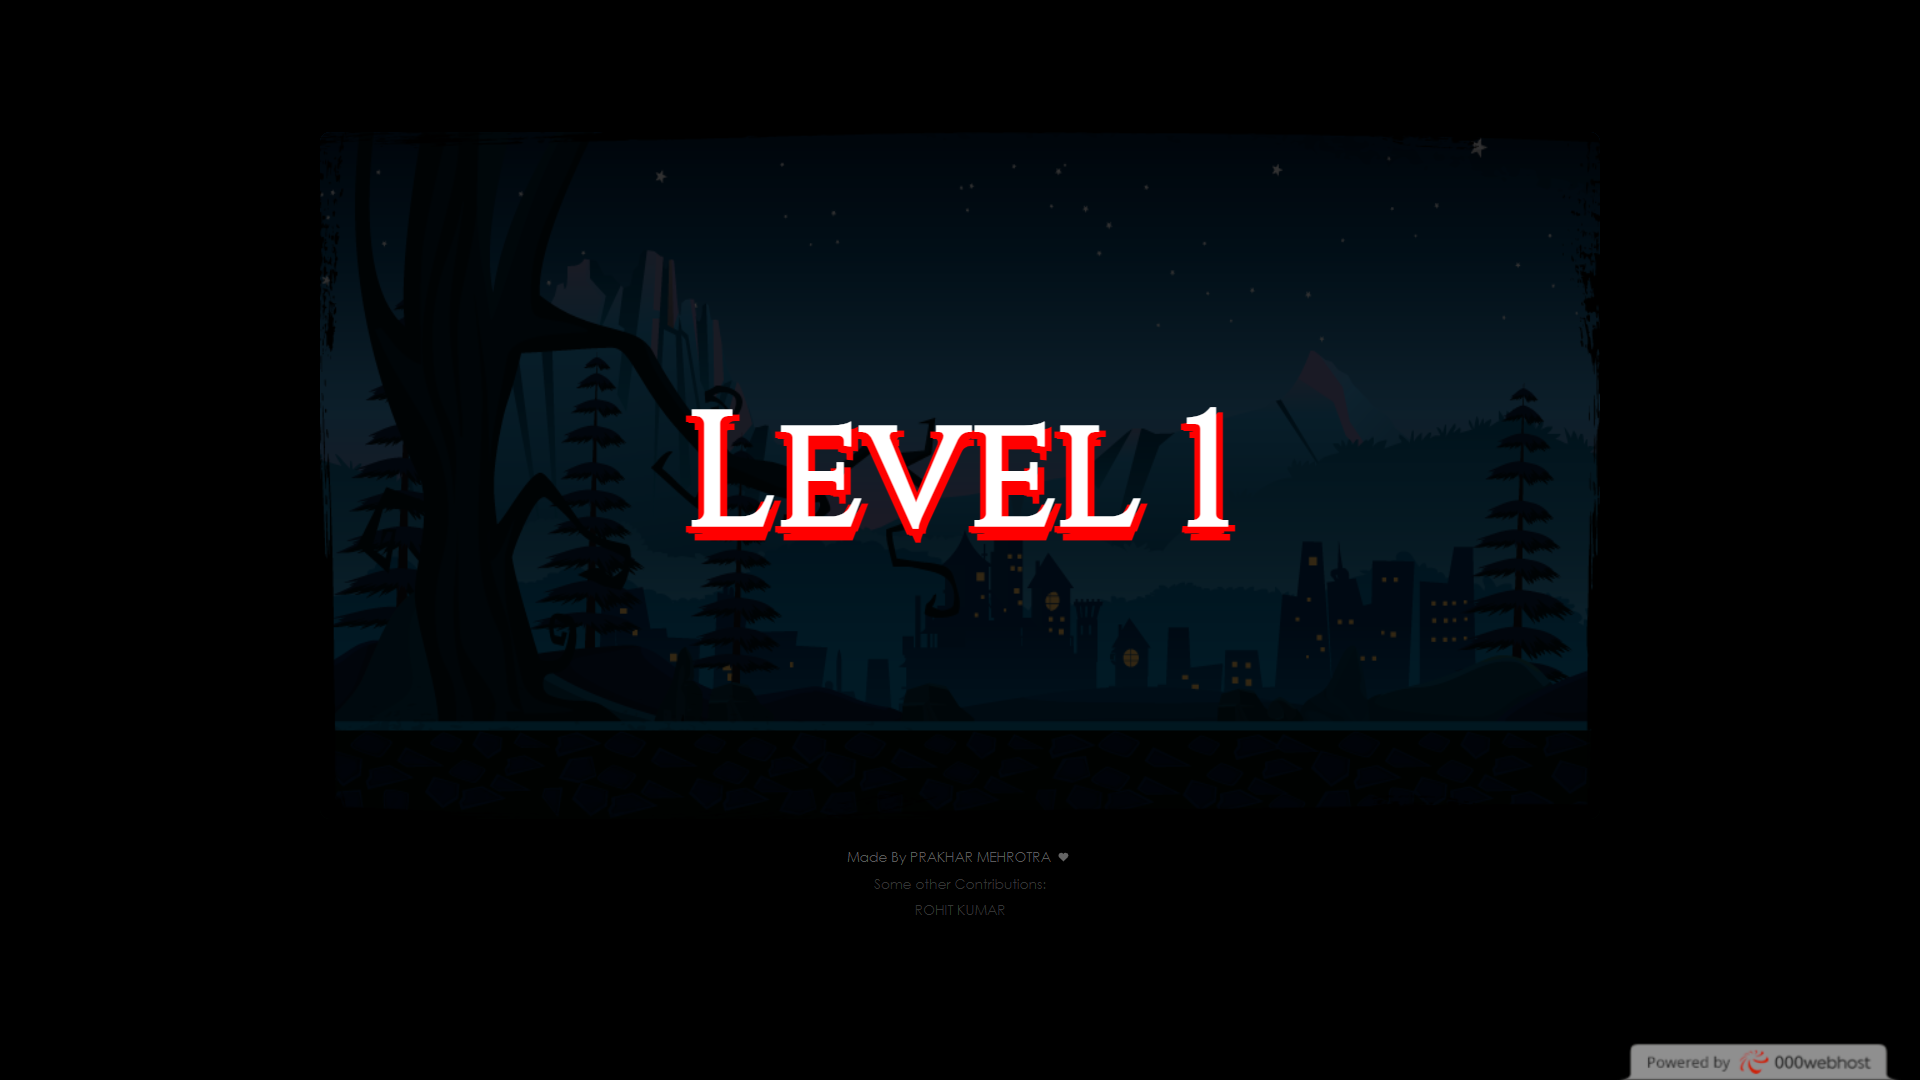 LEVEL 1
Made By PRAKHAR MEHROTRA ♥
Some other Contributions:
ROHIT KUMAR
Powered by 000webhost